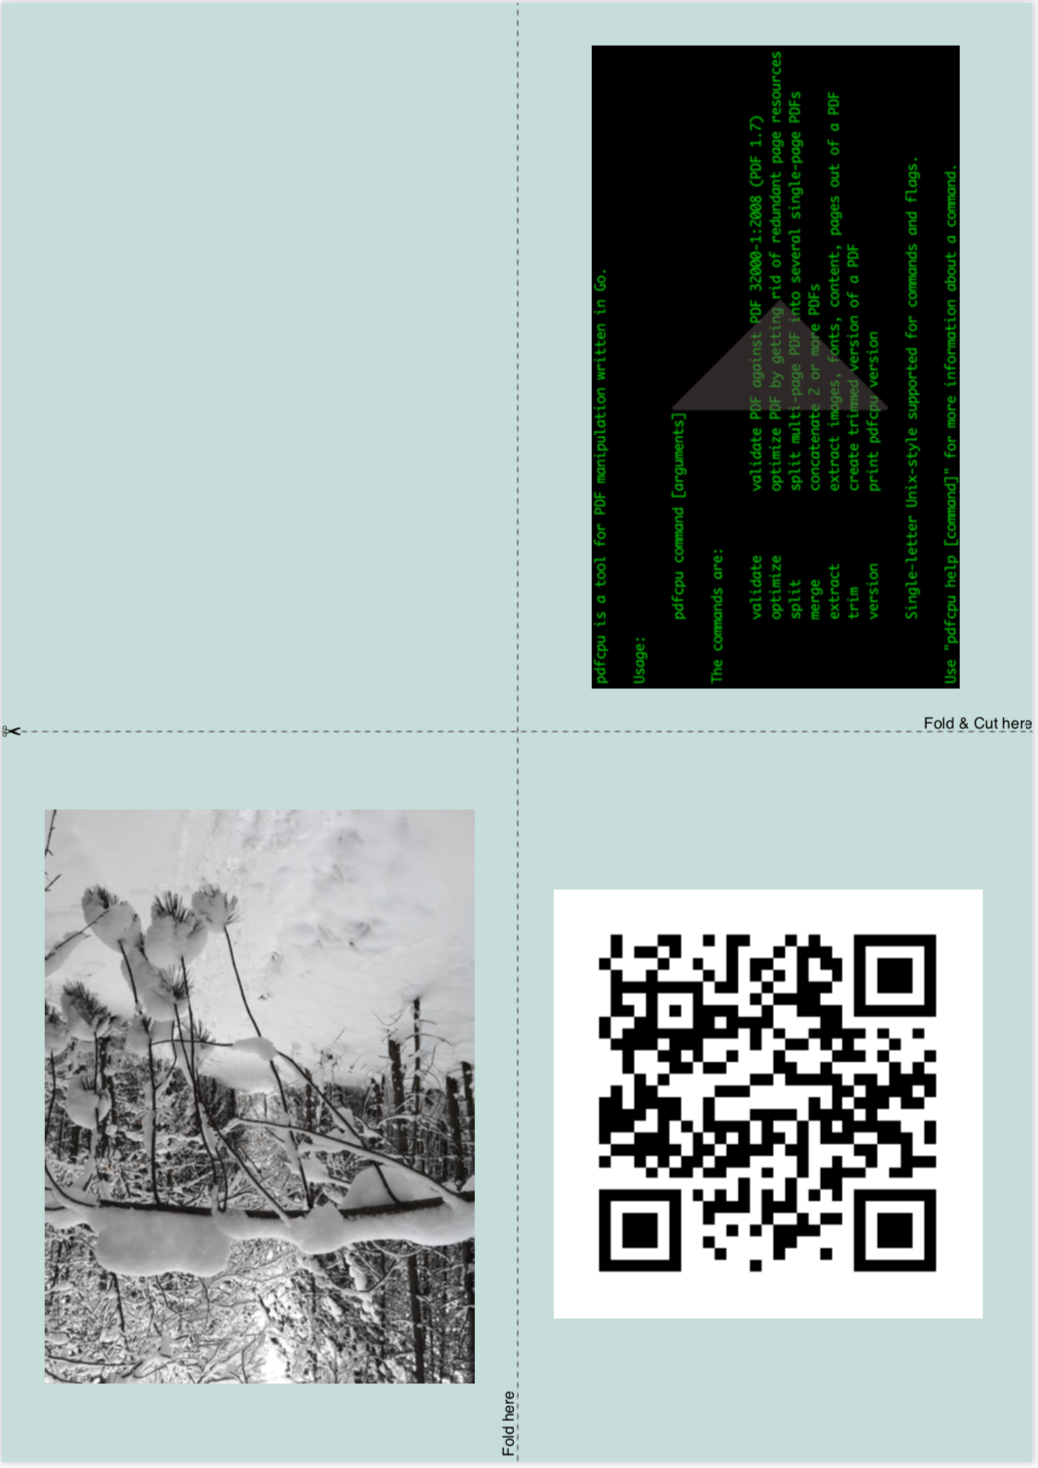 pdfcpu is a tool for PDF manipulation written in Go.
Usage:
pdfcpu command [arguments]
The commands are:
validate validate PDF against PDF 32000-1:2008 (PDF 1.7)
optimize optimize PDF by getting rid of redundant page resources
split split multi-page PDF into several single-page PDFs
merge concatenate 2 or more PDFs
extract extract images, fonts, content, pages out of a PDF
trim create trimmed version of a PDF
version print pdfcpu version
Single-letter Unix-style supported for commands and flags.
Use "pdfcpu help [command]" for more information about a command.
Fold & Cut here
Fold here